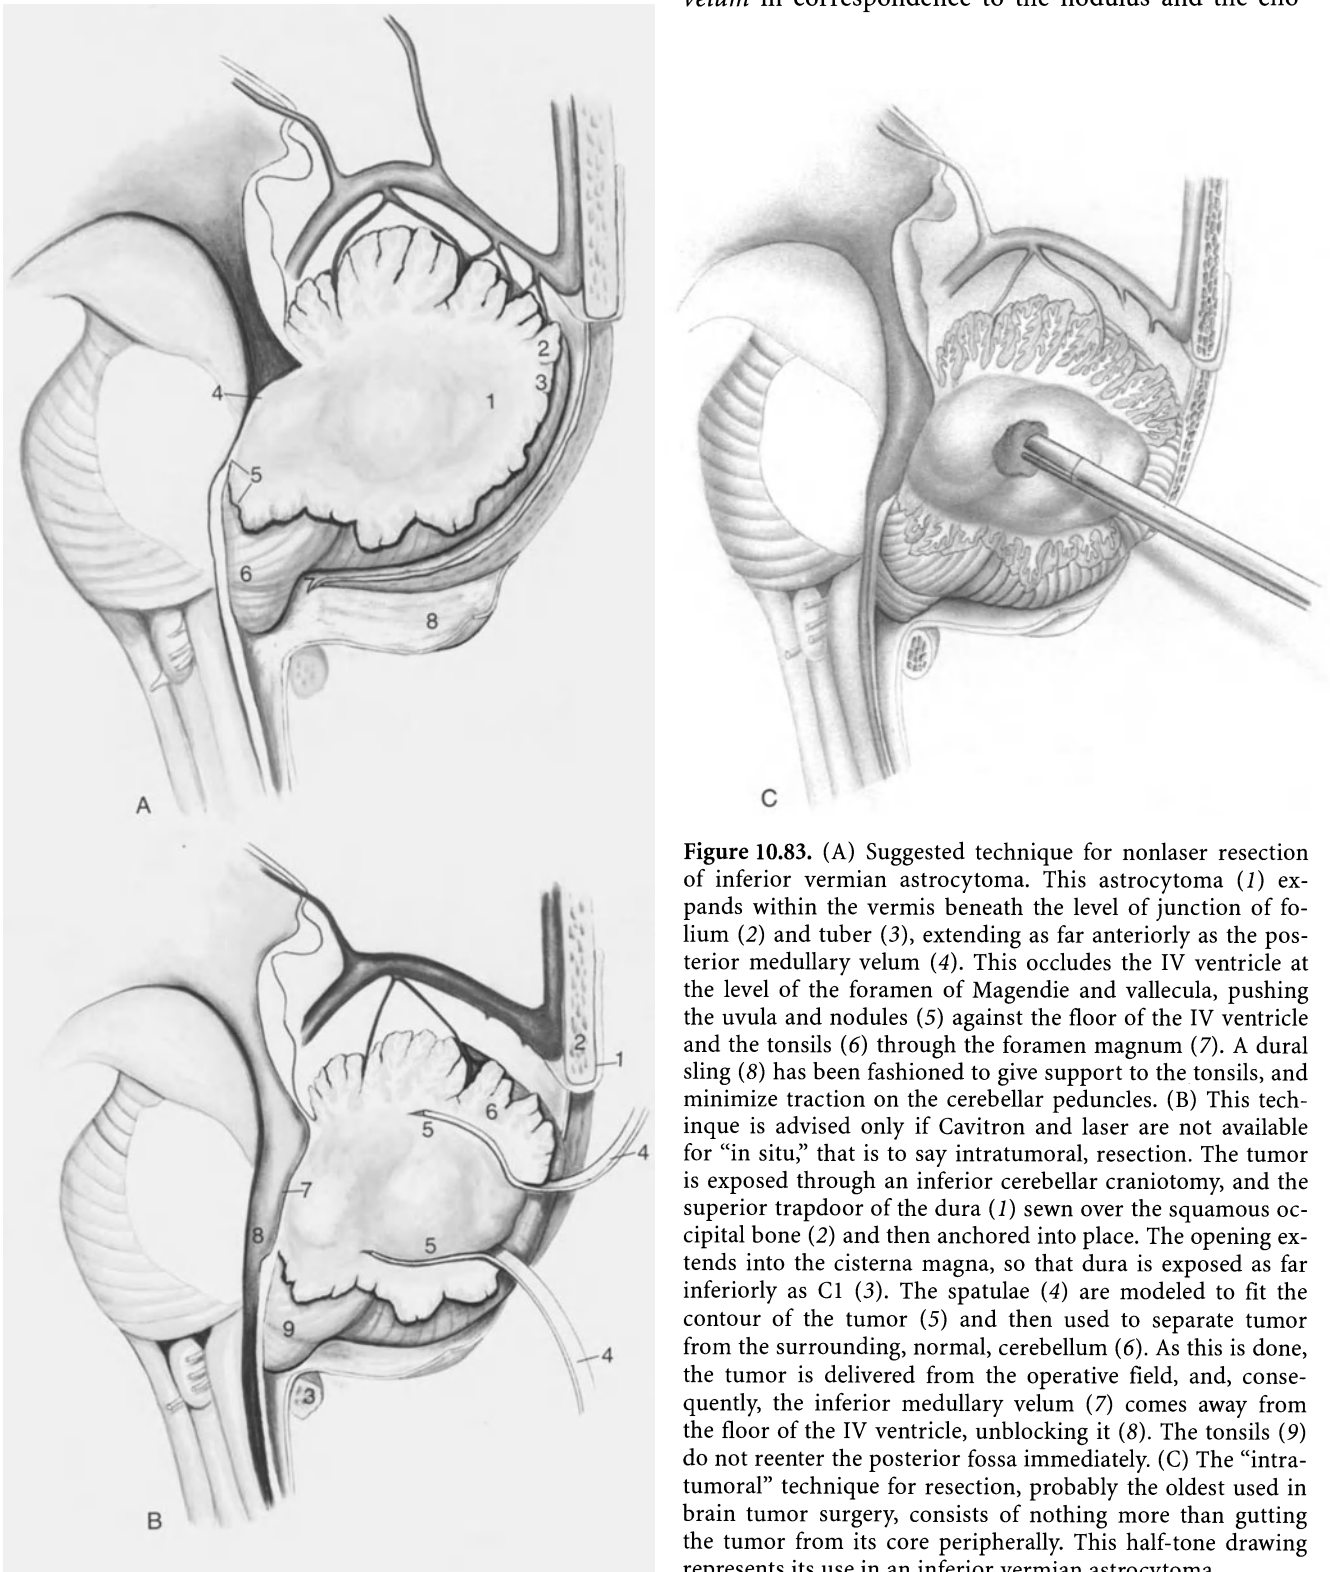 velum in correspondence to the nodulus and the cho-
4
2
3
1
5
6
8
A
C
2
1
6
5
4
7
8
5
9
4
3
B
Figure 10.83. (A) Suggested technique for nonlaser resection
of inferior vermian astrocytoma. This astrocytoma (1) ex-
pands within the vermis beneath the level of junction of fo-
lium (2) and tuber (3), extending as far anteriorly as the pos-
terior medullary velum (4). This occludes the IV ventricle at
the level of the foramen of Magendie and vallecula, pushing
the uvula and nodules (5) against the floor of the IV ventricle
and the tonsils (6) through the foramen magnum (7). A dural
sling (8) has been fashioned to give support to the tonsils, and
minimize traction on the cerebellar peduncles. (B) This tech-
inque is advised only if Cavitron and laser are not available
for “in situ,” that is to say intratumoral, resection. The tumor
is exposed through an inferior cerebellar craniotomy, and the
superior trapdoor of the dura (1) sewn over the squamous oc-
cipital bone (2) and then anchored into place. The opening ex-
tends into the cisterna magna, so that dura is exposed as far
inferiorly as C1 (3). The spatulae (4) are modeled to fit the
contour of the tumor (5) and then used to separate tumor
from the surrounding, normal, cerebellum (6). As this is done,
the tumor is delivered from the operative field, and, conse-
quently, the inferior medullary velum (7) comes away from
the floor of the IV ventricle, unblocking it (8). The tonsils (9)
do not reenter the posterior fossa immediately. (C) The “intra-
tumoral” technique for resection, probably the oldest used in
brain tumor surgery, consists of nothing more than gutting
the tumor from its core peripherally. This half-tone drawing
represents its use in an inferior vermian astrocytoma